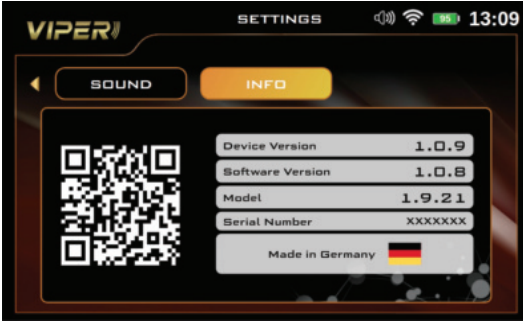 VIPER
SETTINGS
95
13:09
SOUND
INFO
Device Version 1.0.9
Software Version 1.0.8
Model 1.9.21
Serial Number XXXXXXX
Made in Germany